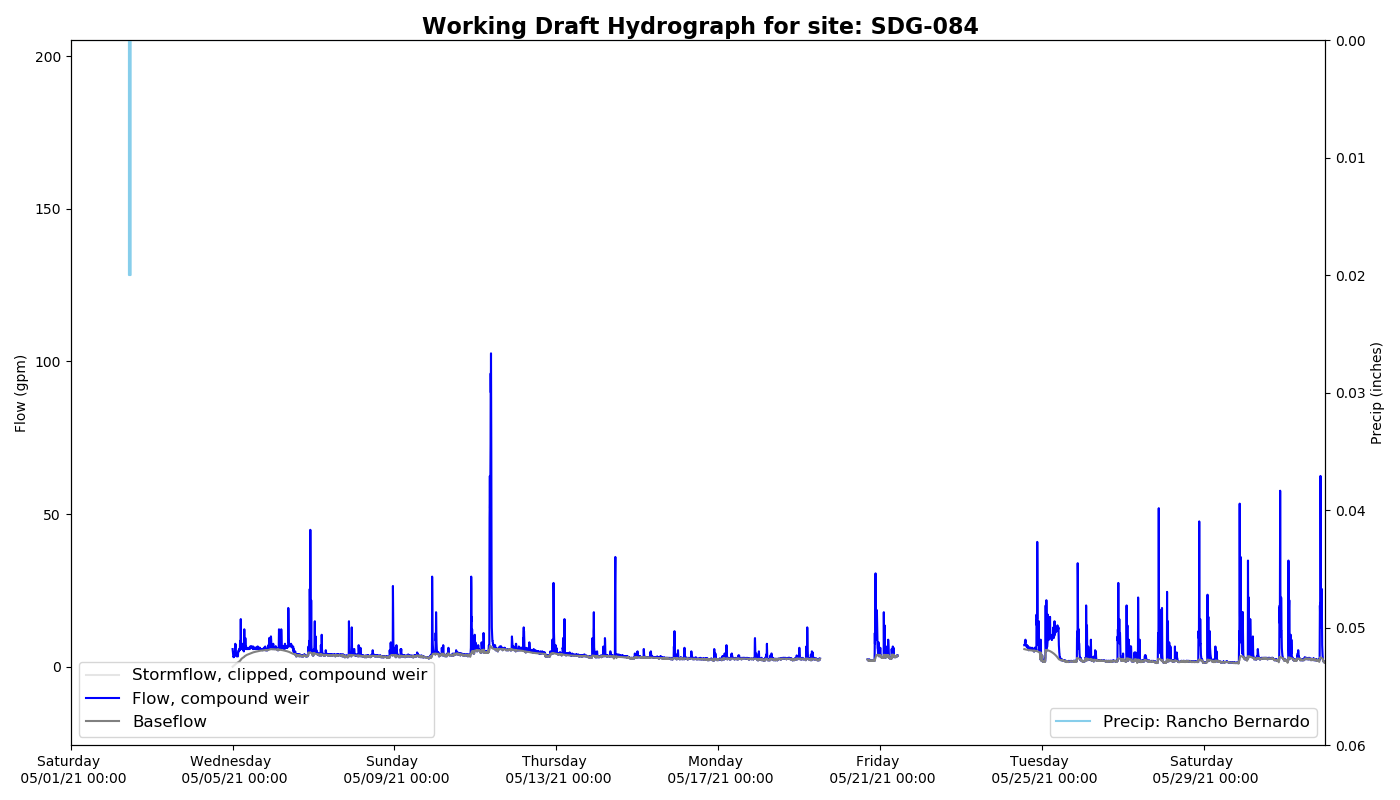 Working Draft Hydrograph for site: SDG-084
200
150
100
50
0
Flow (gpm)
0.00
0.01
0.02
0.03
0.04
0.05
0.06
Precip (inches)
Stormflow, clipped, compound weir
Flow, compound weir
Baseflow
Precip: Rancho Bernardo
Saturday
05/01/21 00:00
Wednesday
05/05/21 00:00
Sunday
05/09/21 00:00
Thursday
05/13/21 00:00
Monday
05/17/21 00:00
Friday
05/21/21 00:00
Tuesday
05/25/21 00:00
Saturday
05/29/21 00:00